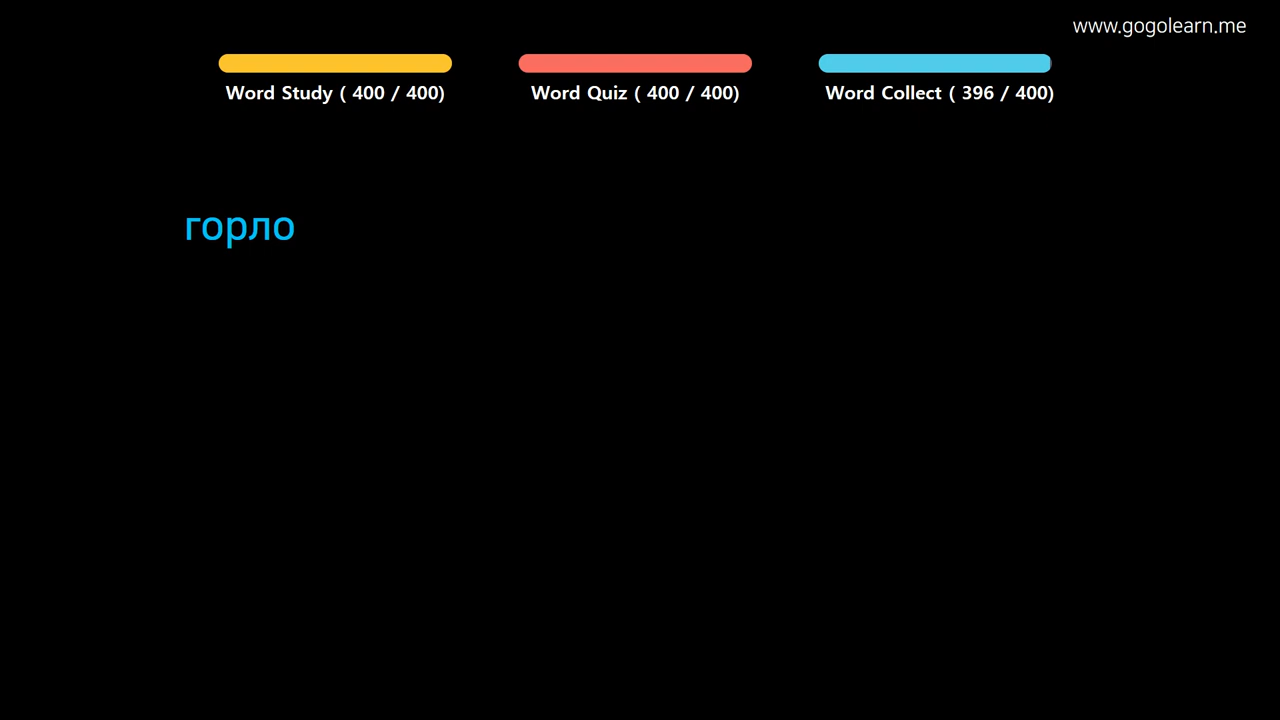 www.gogolearn.me
Word Study ( 400 / 400)
Word Quiz ( 400 / 400)
Word Collect ( 396 / 400)
горло